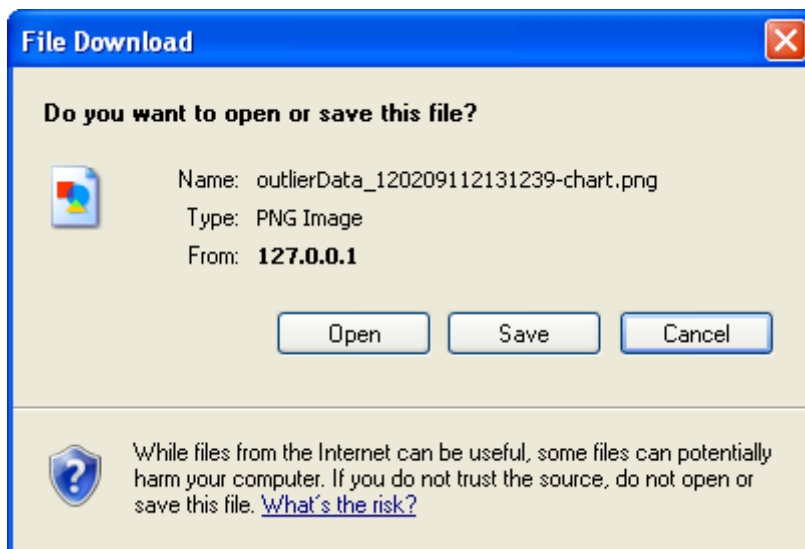 File Download
Do you want to open or save this file?
Name: outlierData_120209112131239-chart.png
Type: PNG Image
From: 127.0.0.1
Open Save Cancel
While files from the Internet can be useful, some files can potentially
harm your computer. If you do not trust the source, do not open or
save this file. What's the risk?